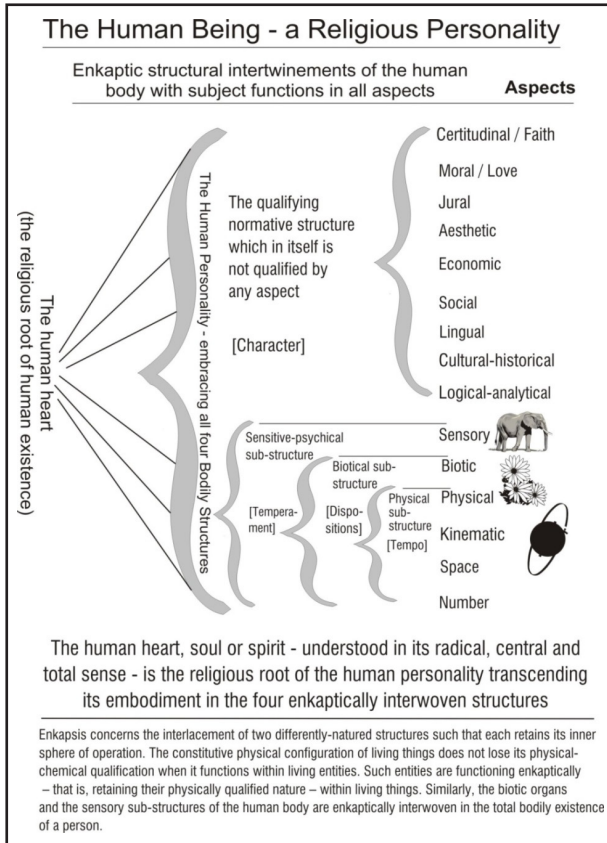 The Human Being - a Religious Personality
Enkaptic structural intertwinements of the human
body with subject functions in all aspects
Aspects
The human heart
(the religious root of human existence)
The Human Personality - embracing all four Bodily Structures
The qualifying
normative structure
which in itself is
not qualified by
any aspect
[Character]
Certitudinal / Faith
Moral / Love
Jural
Aesthetic
Economic
Social
Lingual
Cultural-historical
Logical-analytical
Sensitive-psychical
sub-structure
[Tempera-
ment]
Biotical sub-
structure
[Dispo-
sitions]
Physical
sub-
structure
[Tempo]
Sensory
Biotic
Physical
Kinematic
Space
Number
The human heart, soul or spirit - understood in its radical, central and
total sense - is the religious root of the human personality transcending
its embodiment in the four enkaptically interwoven structures
Enkapsis concerns the interlacement of two differently-natured structures such that each retains its inner
sphere of operation. The constitutive physical configuration of living things does not lose its physical-
chemical qualification when it functions within living entities. Such entities are functioning enkaptically
– that is, retaining their physically qualified nature – within living things. Similarly, the biotic organs
and the sensory sub-structures of the human body are enkaptically interwoven in the total bodily existence
of a person.